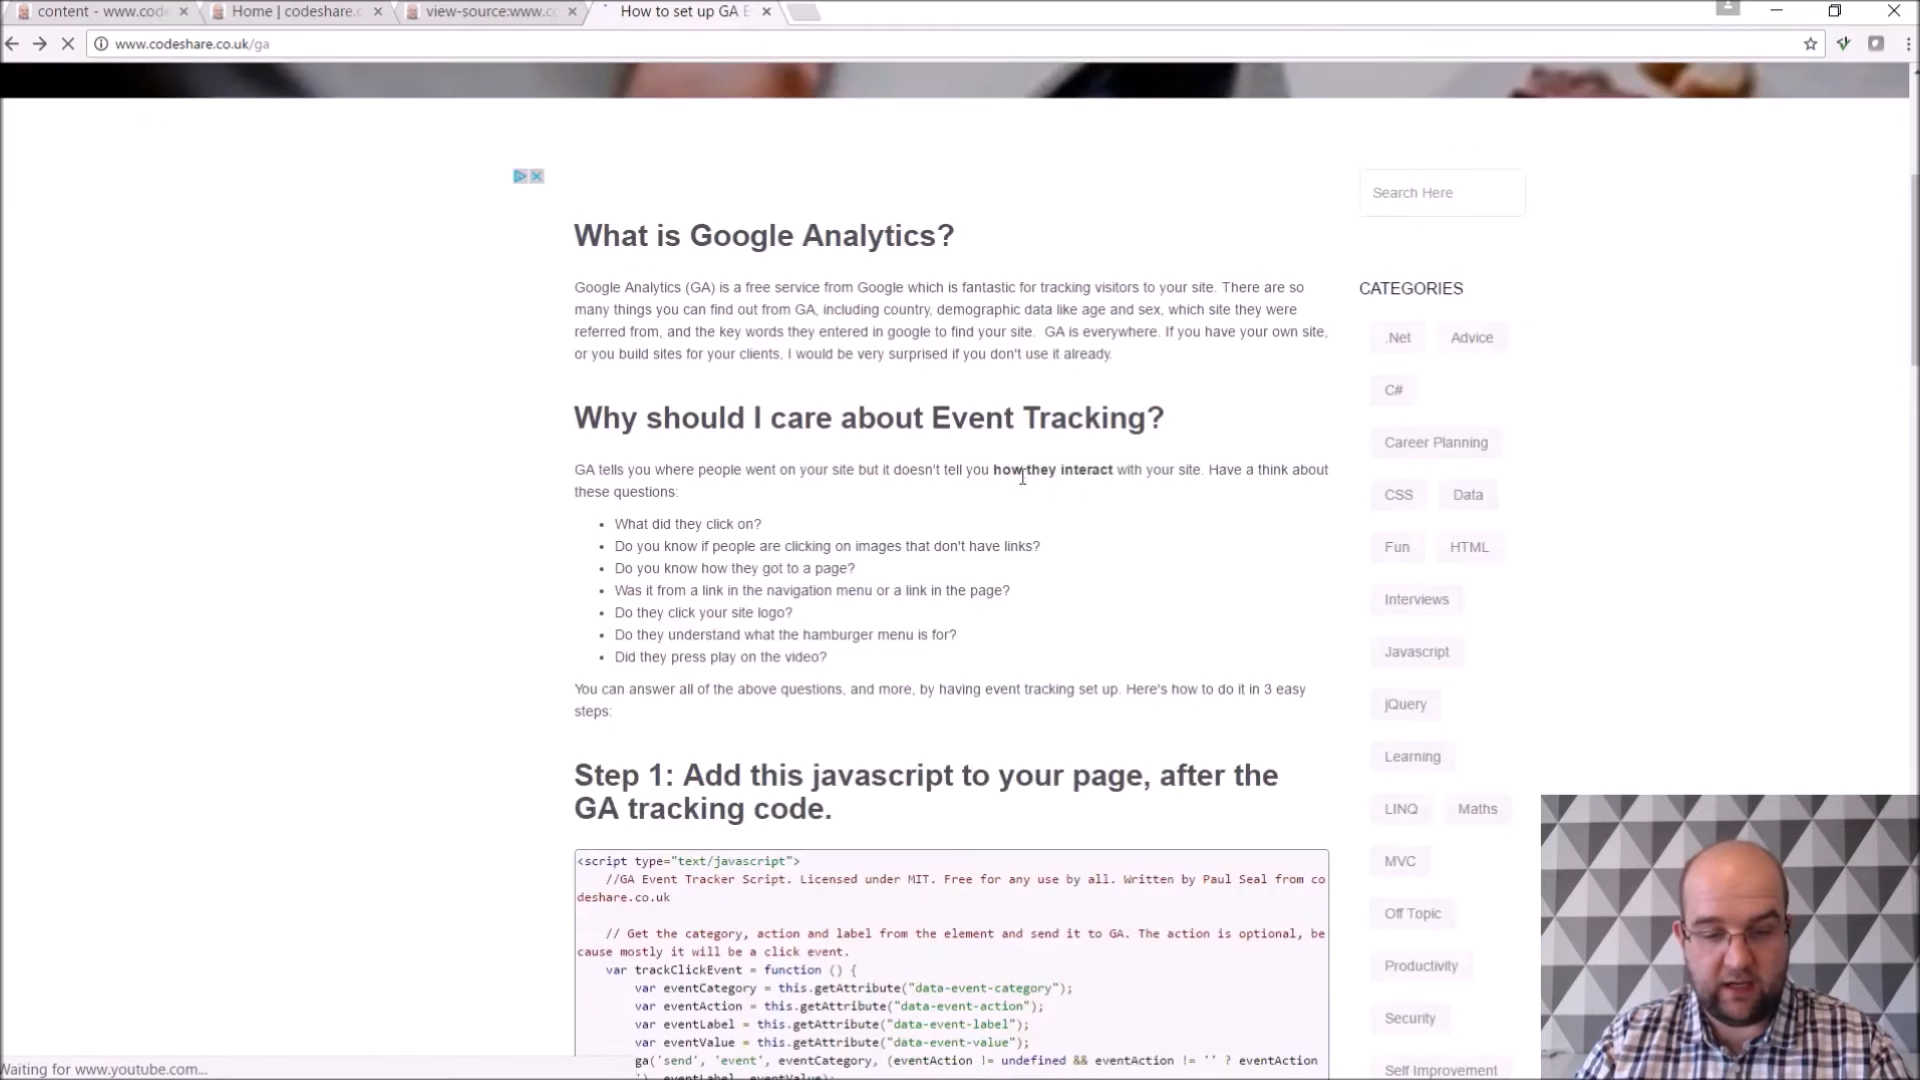 content - www.cod
Home | codeshare.c
view-source:www.co
How to set up GA E
www.codeshare.co.uk/ga
Search Here
What is Google Analytics?
Google Analytics (GA) is a free service from Google which is fantastic for tracking visitors to your site. There are so
many things you can find out from GA, including country, demographic data like age and sex, which site they were
referred from, and the key words they entered in google to find your site.  GA is everywhere. If you have your own site,
or you build sites for your clients, I would be very surprised if you don't use it already.
Why should I care about Event Tracking?
GA tells you where people went on your site but it doesn't tell you how they interact with your site. Have a think about
these questions:
• What did they click on?
• Do you know if people are clicking on images that don't have links?
• Do you know how they got to a page?
• Was it from a link in the navigation menu or a link in the page?
• Do they click your site logo?
• Do they understand what the hamburger menu is for?
• Did they press play on the video?
You can answer all of the above questions, and more, by having event tracking set up. Here's how to do it in 3 easy
steps:
Step 1: Add this javascript to your page, after the
GA tracking code.
<script type="text/javascript">
//GA Event Tracker Script. Licensed under MIT. Free for any use by all. Written by Paul Seal from co
deshare.co.uk
// Get the category, action and label from the element and send it to GA. The action is optional, be
cause mostly it will be a click event.
var trackClickEvent = function () {
var eventCategory = this.getAttribute("data-event-category");
var eventAction = this.getAttribute("data-event-action");
var eventLabel = this.getAttribute("data-event-label");
var eventValue = this.getAttribute("data-event-value");
ga('send', 'event', eventCategory, (eventAction != undefined && eventAction != '' ? eventAction
eventLabel, eventValue);
CATEGORIES
.Net
Advice
C#
Career Planning
CSS
Data
Fun
HTML
Interviews
Javascript
jQuery
Learning
LINQ
Maths
MVC
Off Topic
Productivity
Security
Self Improvement
Waiting for www.youtube.com...